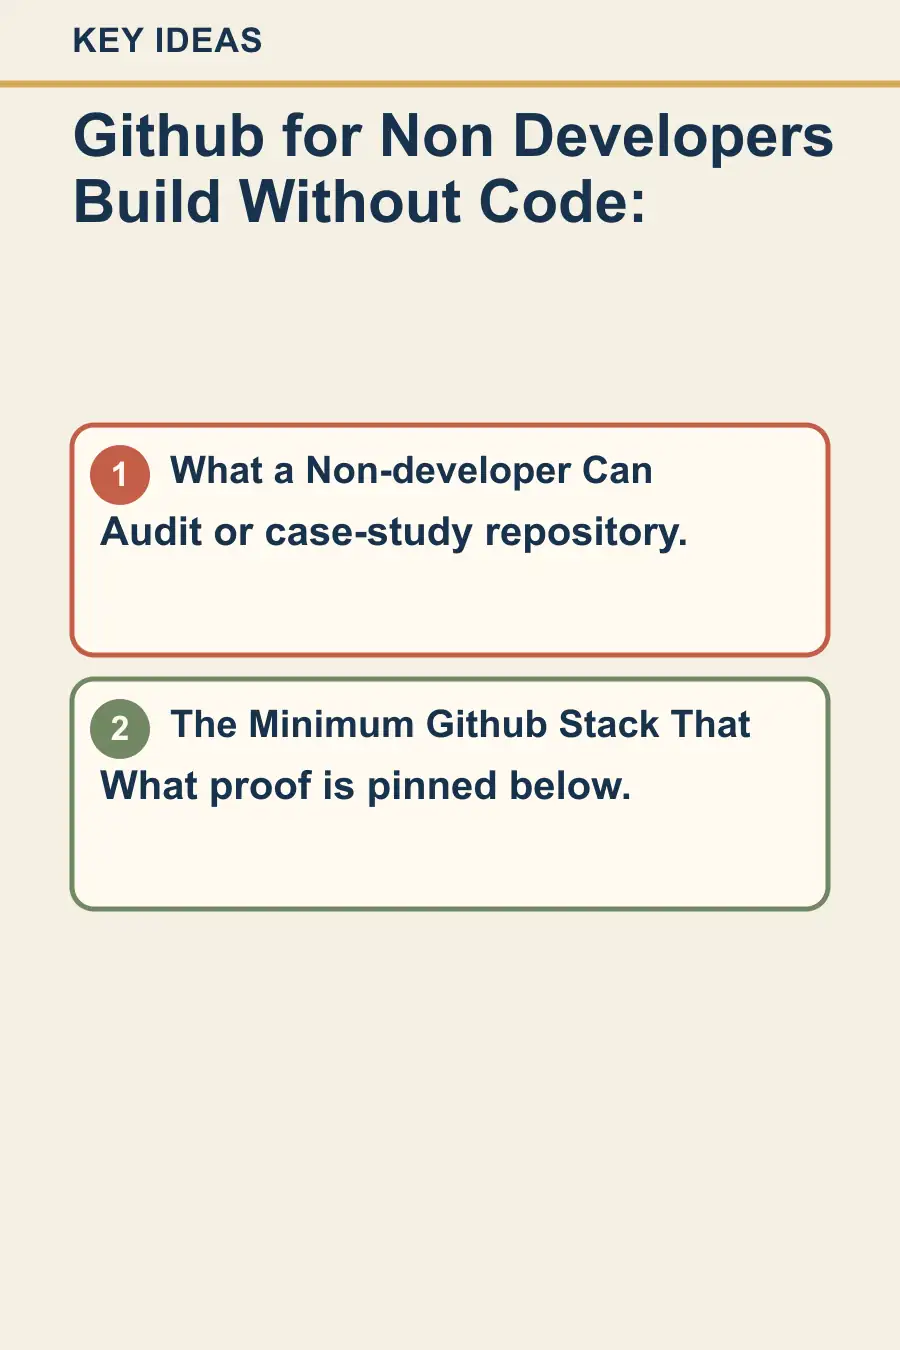 KEY IDEAS
Github for Non Developers
Build Without Code:
1 What a Non-developer Can
Audit or case-study repository.
2 The Minimum Github Stack That
What proof is pinned below.